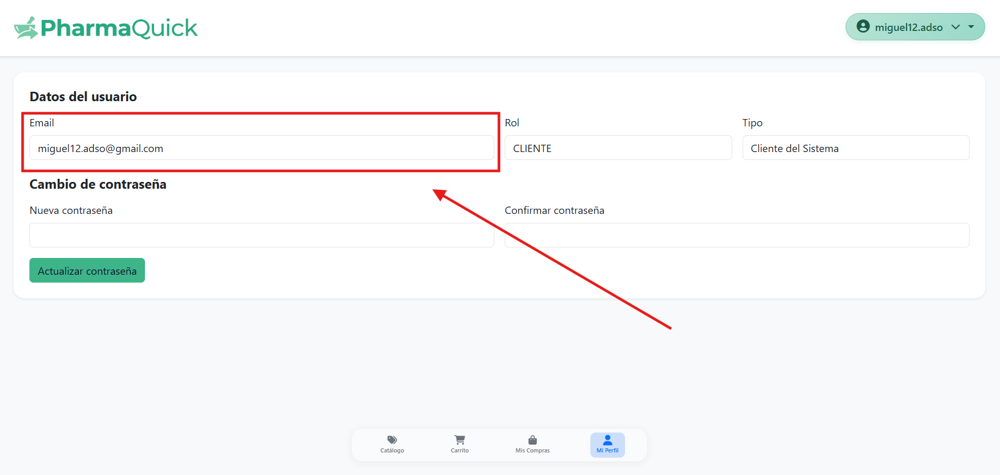 PharmaQuick
miguel12.adso
Datos del usuario
Email
Rol
Tipo
miguel12.adso@gmail.com
CLIENTE
Cliente del Sistema
Cambio de contraseña
Nueva contraseña
Confirmar contraseña
Actualizar contraseña
Catálogo
Carrito
Mis Compras
Mi Perfil